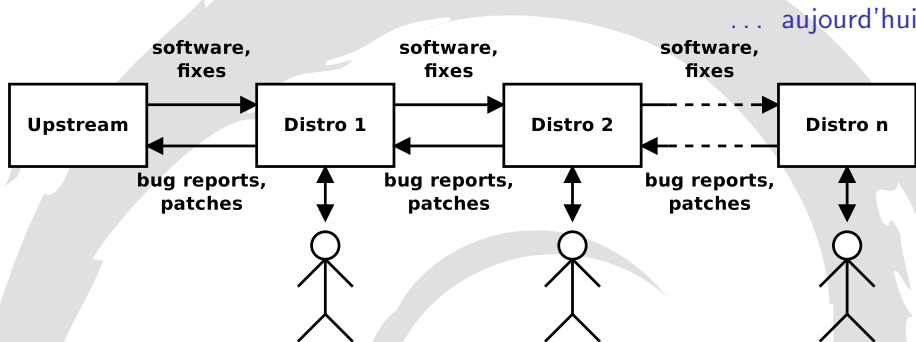 ... aujourd'hui
software,
fixes
software,
fixes
software,
fixes
Upstream
Distro 1
Distro 2
Distro n
bug reports,
patches
bug reports,
patches
bug reports,
patches